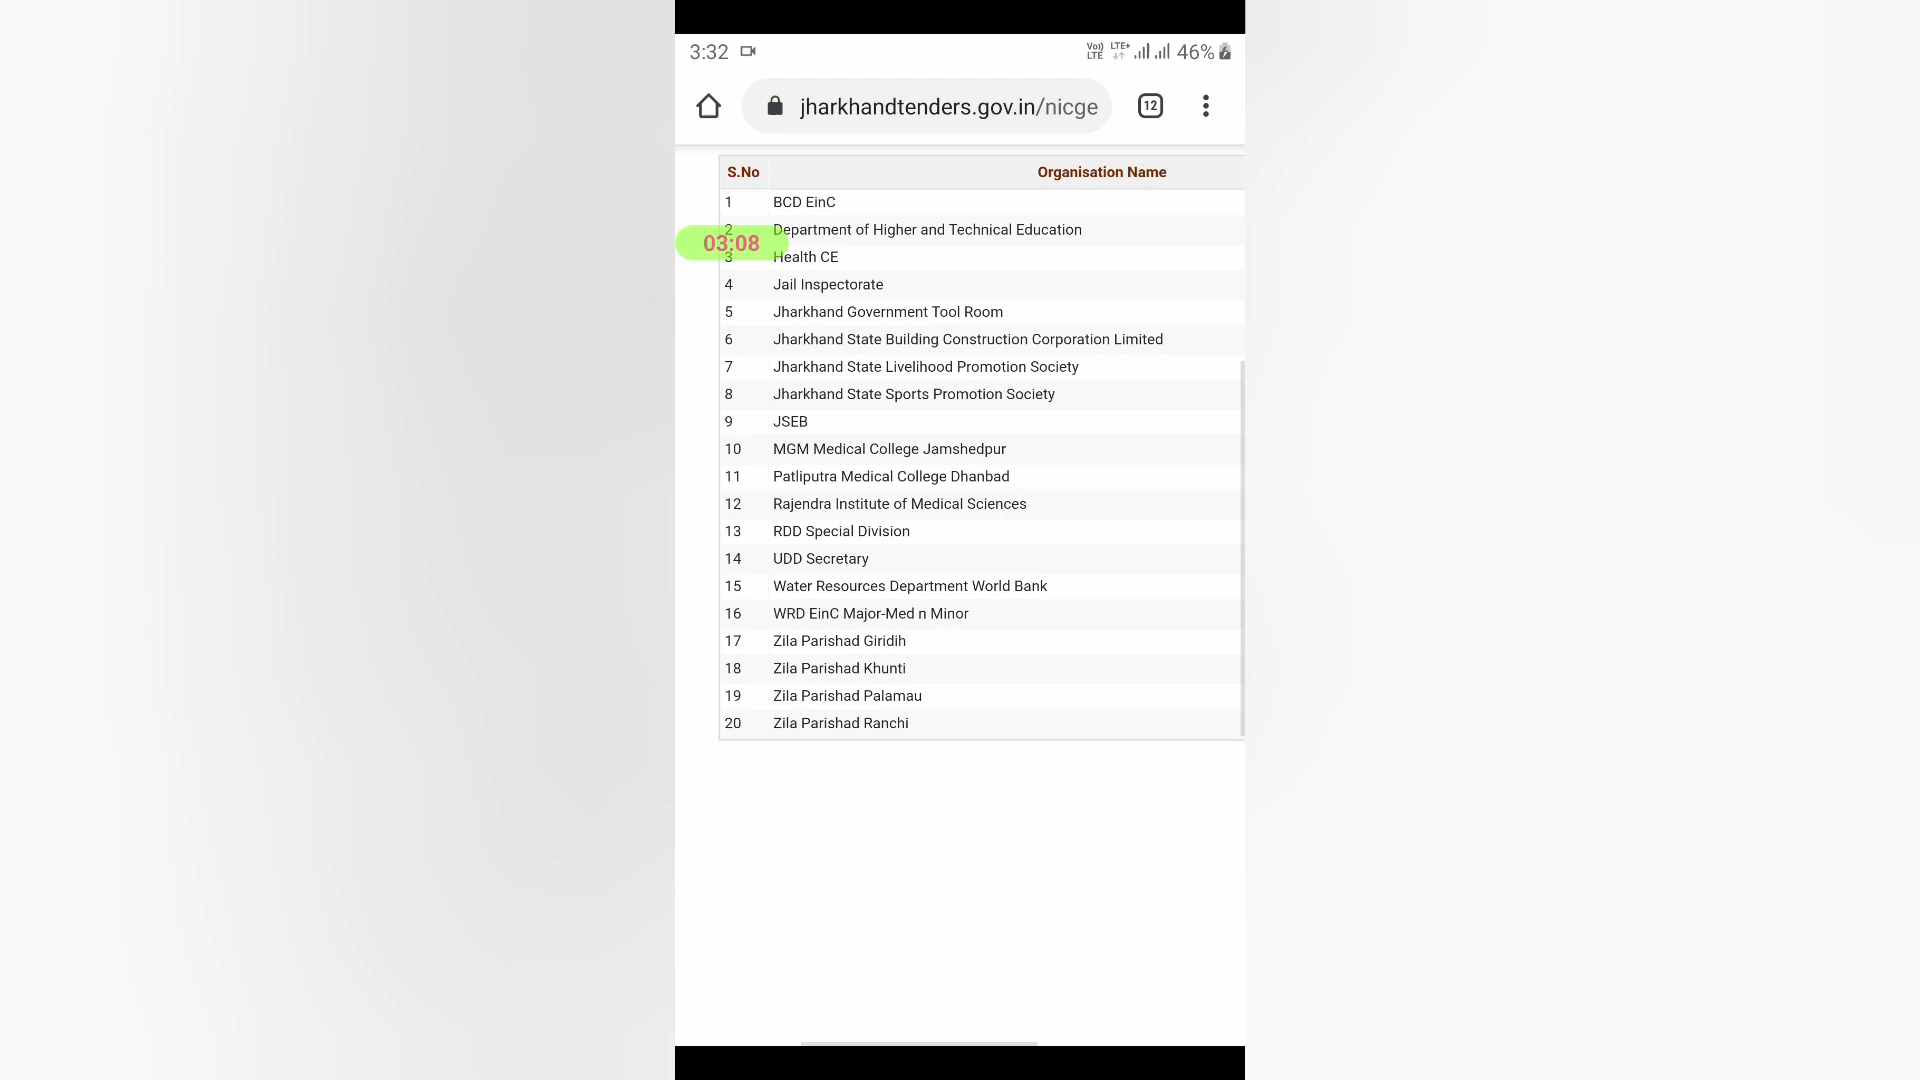 3:32 Vo)) LTE LTE+ 46%
jharkhandtenders.gov.in/nicge 12
S.No Organisation Name
1 BCD EinC
2 Department of Higher and Technical Education
03:08
3 Health CE
4 Jail Inspectorate
5 Jharkhand Government Tool Room
6 Jharkhand State Building Construction Corporation Limited
7 Jharkhand State Livelihood Promotion Society
8 Jharkhand State Sports Promotion Society
9 JSEB
10 MGM Medical College Jamshedpur
11 Patliputra Medical College Dhanbad
12 Rajendra Institute of Medical Sciences
13 RDD Special Division
14 UDD Secretary
15 Water Resources Department World Bank
16 WRD EinC Major-Med n Minor
17 Zila Parishad Giridih
18 Zila Parishad Khunti
19 Zila Parishad Palamau
20 Zila Parishad Ranchi